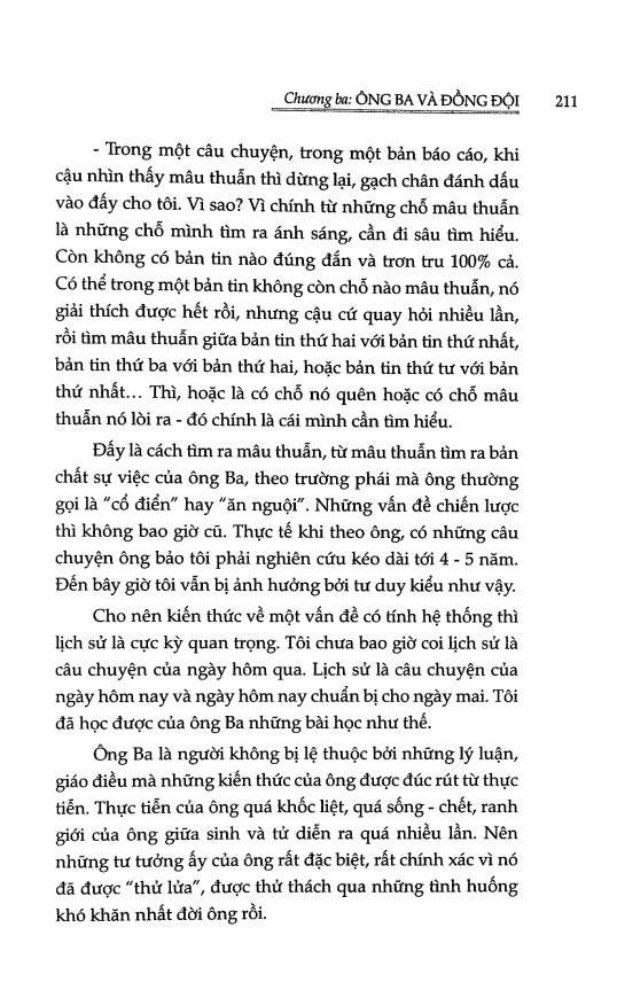 Chương ba: ÔNG BA VÀ ĐỒNG ĐỘI 211
- Trong một câu chuyện, trong một bản báo cáo, khi
cậu nhìn thấy mâu thuẫn thì dừng lại, gạch chân đánh dấu
vào đấy cho tôi. Vì sao? Vì chính từ những chỗ mâu thuẫn
là những chỗ mình tìm ra ánh sáng, cần đi sâu tìm hiểu.
Còn không có bản tin nào đúng đắn và trơn tru 100% cả.
Có thể trong một bản tin không còn chỗ nào mâu thuẫn, nó
giải thích được hết rồi, nhưng cậu cứ quay hỏi nhiều lần,
rồi tìm mâu thuẫn giữa bản tin thứ hai với bản tin thứ nhất,
bản tin thứ ba với bản thứ hai, hoặc bản tin thứ tư với bản
thứ nhất... Thì, hoặc là có chỗ nó quên hoặc có chỗ mâu
thuẫn nó lòi ra - đó chính là cái mình cần tìm hiểu.
Đấy là cách tìm ra mâu thuẫn, từ mâu thuẫn tìm ra bản
chất sự việc của ông Ba, theo trường phái mà ông thường
gọi là "cổ điển" hay "ăn nguội". Những vấn đề chiến lược
thì không bao giờ cũ. Thực tế khi theo ông, có những câu
chuyện ông bảo tôi phải nghiên cứu kéo dài tới 4 - 5 năm.
Đến bây giờ tôi vẫn bị ảnh hưởng bởi tư duy kiểu như vậy.
Cho nên kiến thức về một vấn đề có tính hệ thống thì
lịch sử là cực kỳ quan trọng. Tôi chưa bao giờ coi lịch sử là
câu chuyện của ngày hôm qua. Lịch sử là câu chuyện của
ngày hôm nay và ngày hôm nay chuẩn bị cho ngày mai. Tôi
đã học được của ông Ba những bài học như thế.
Ông Ba là người không bị lệ thuộc bởi những lý luận,
giáo điều mà những kiến thức của ông được đúc rút từ thực
tiễn. Thực tiễn của ông quá khốc liệt, quá sống - chết, ranh
giới của ông giữa sinh và tử diễn ra quá nhiều lần. Nên
những tư tưởng ấy của ông rất đặc biệt, rất chính xác vì nó
đã được "thử lửa", được thử thách qua những tình huống
khó khăn nhất đời ông rồi.